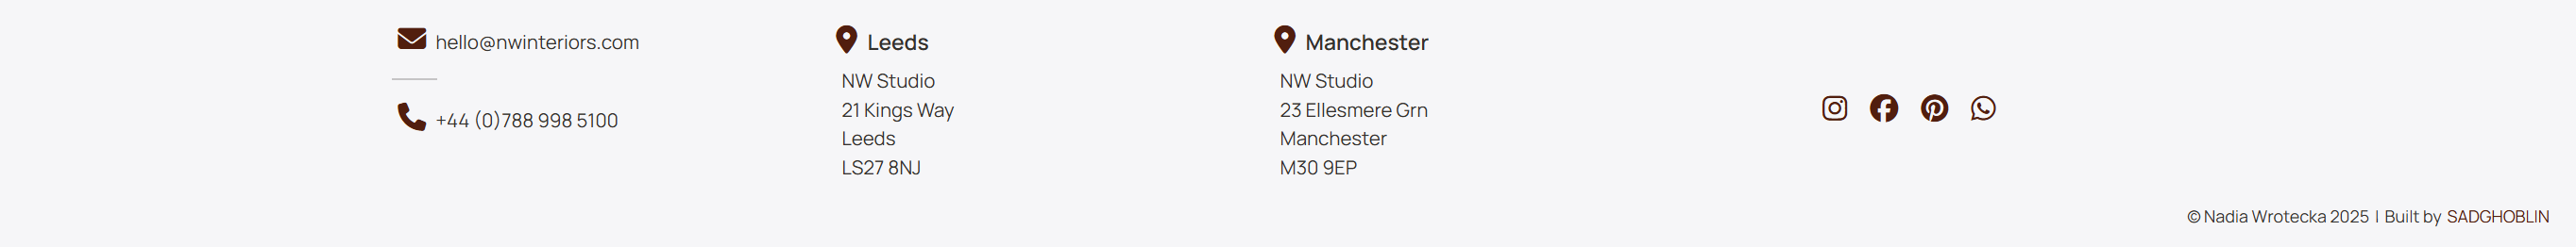 hello@nwinteriors.com
+44 (0)788 998 5100
Leeds
NW Studio
21 Kings Way
Leeds
LS27 8NJ
Manchester
NW Studio
23 Ellesmere Grn
Manchester
M30 9EP
© Nadia Wrotecka 2025 | Built by SADGHOBLIN